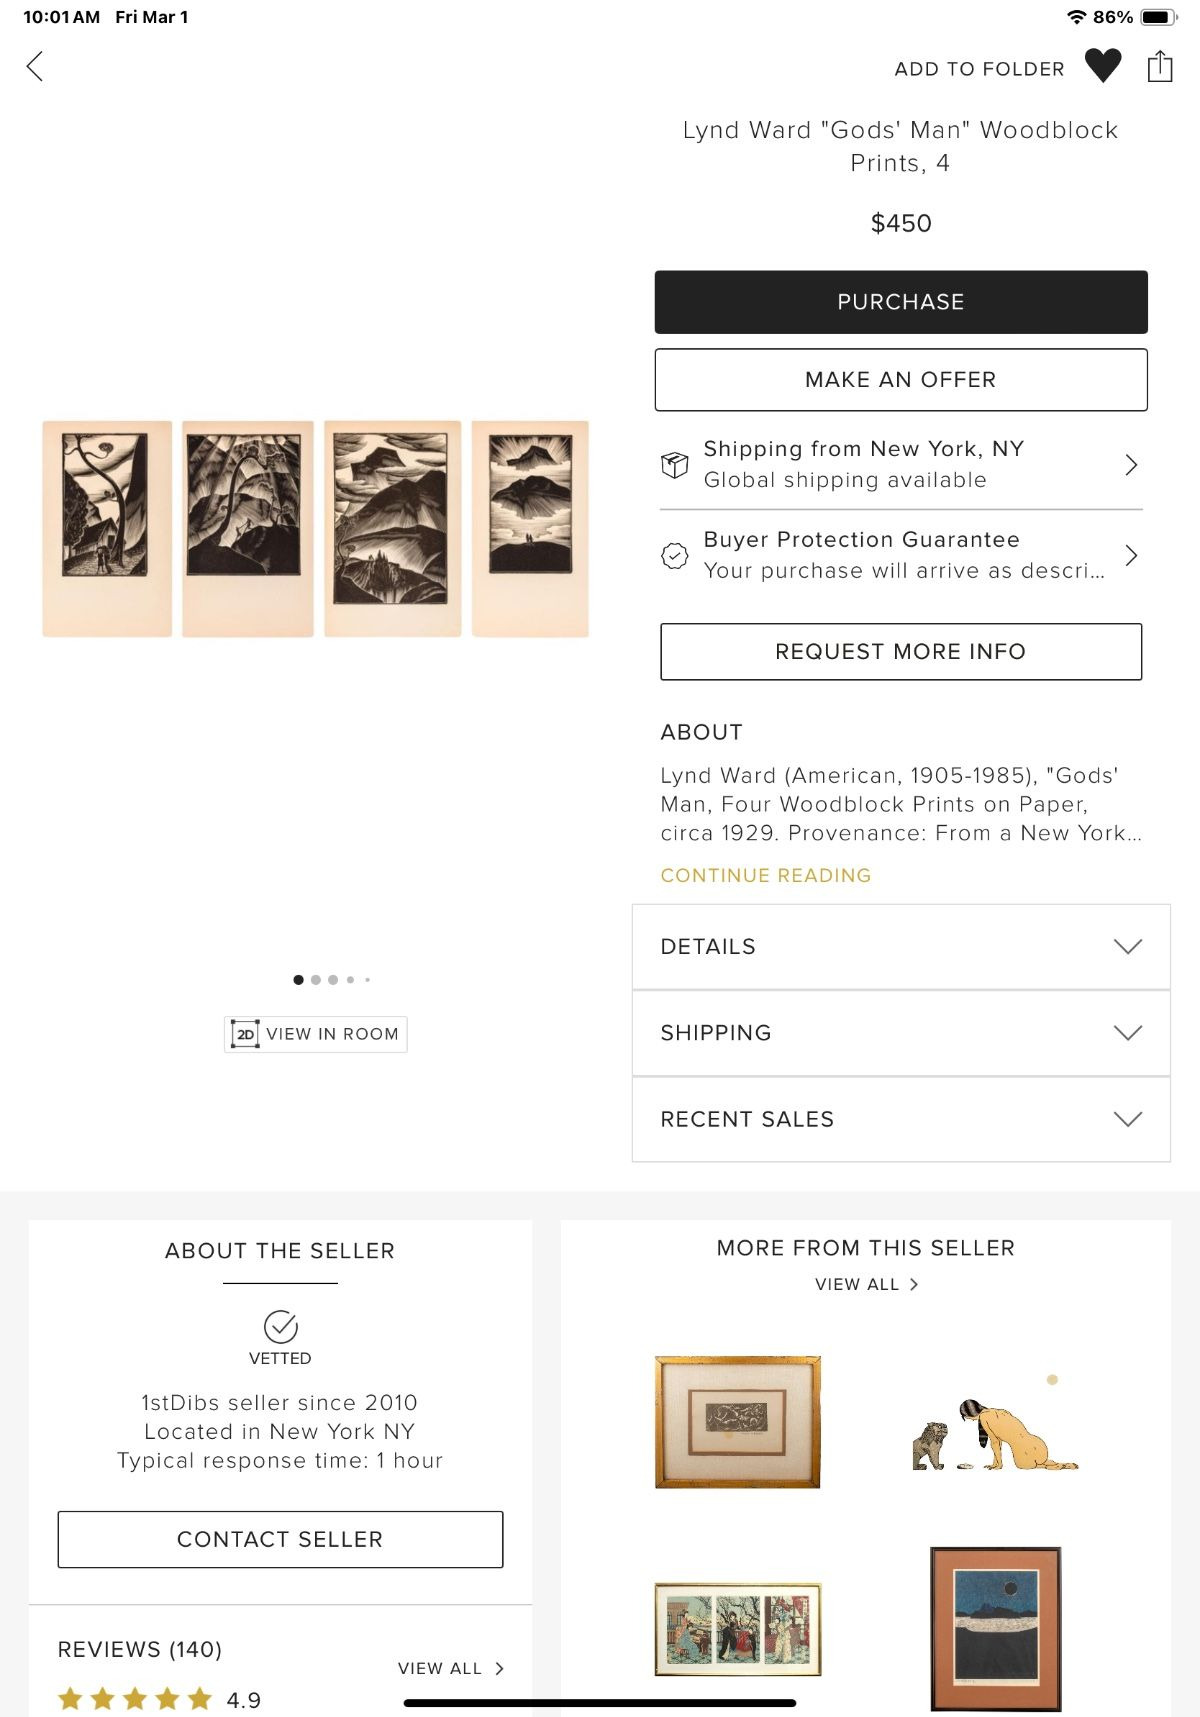 10:01 AM Fri Mar 1
86%
ADD TO FOLDER
Lynd Ward "Gods' Man" Woodblock
Prints, 4
$450
PURCHASE
MAKE AN OFFER
Shipping from New York, NY
Global shipping available
Buyer Protection Guarantee
Your purchase will arrive as descri...
REQUEST MORE INFO
ABOUT
Lynd Ward (American, 1905-1985), "Gods'
Man, Four Woodblock Prints on Paper,
circa 1929. Provenance: From a New York...
CONTINUE READING
DETAILS
SHIPPING
RECENT SALES
2D VIEW IN ROOM
ABOUT THE SELLER
VETTED
1stDibs seller since 2010
Located in New York NY
Typical response time: 1 hour
CONTACT SELLER
REVIEWS (140)
VIEW ALL
4.9
MORE FROM THIS SELLER
VIEW ALL